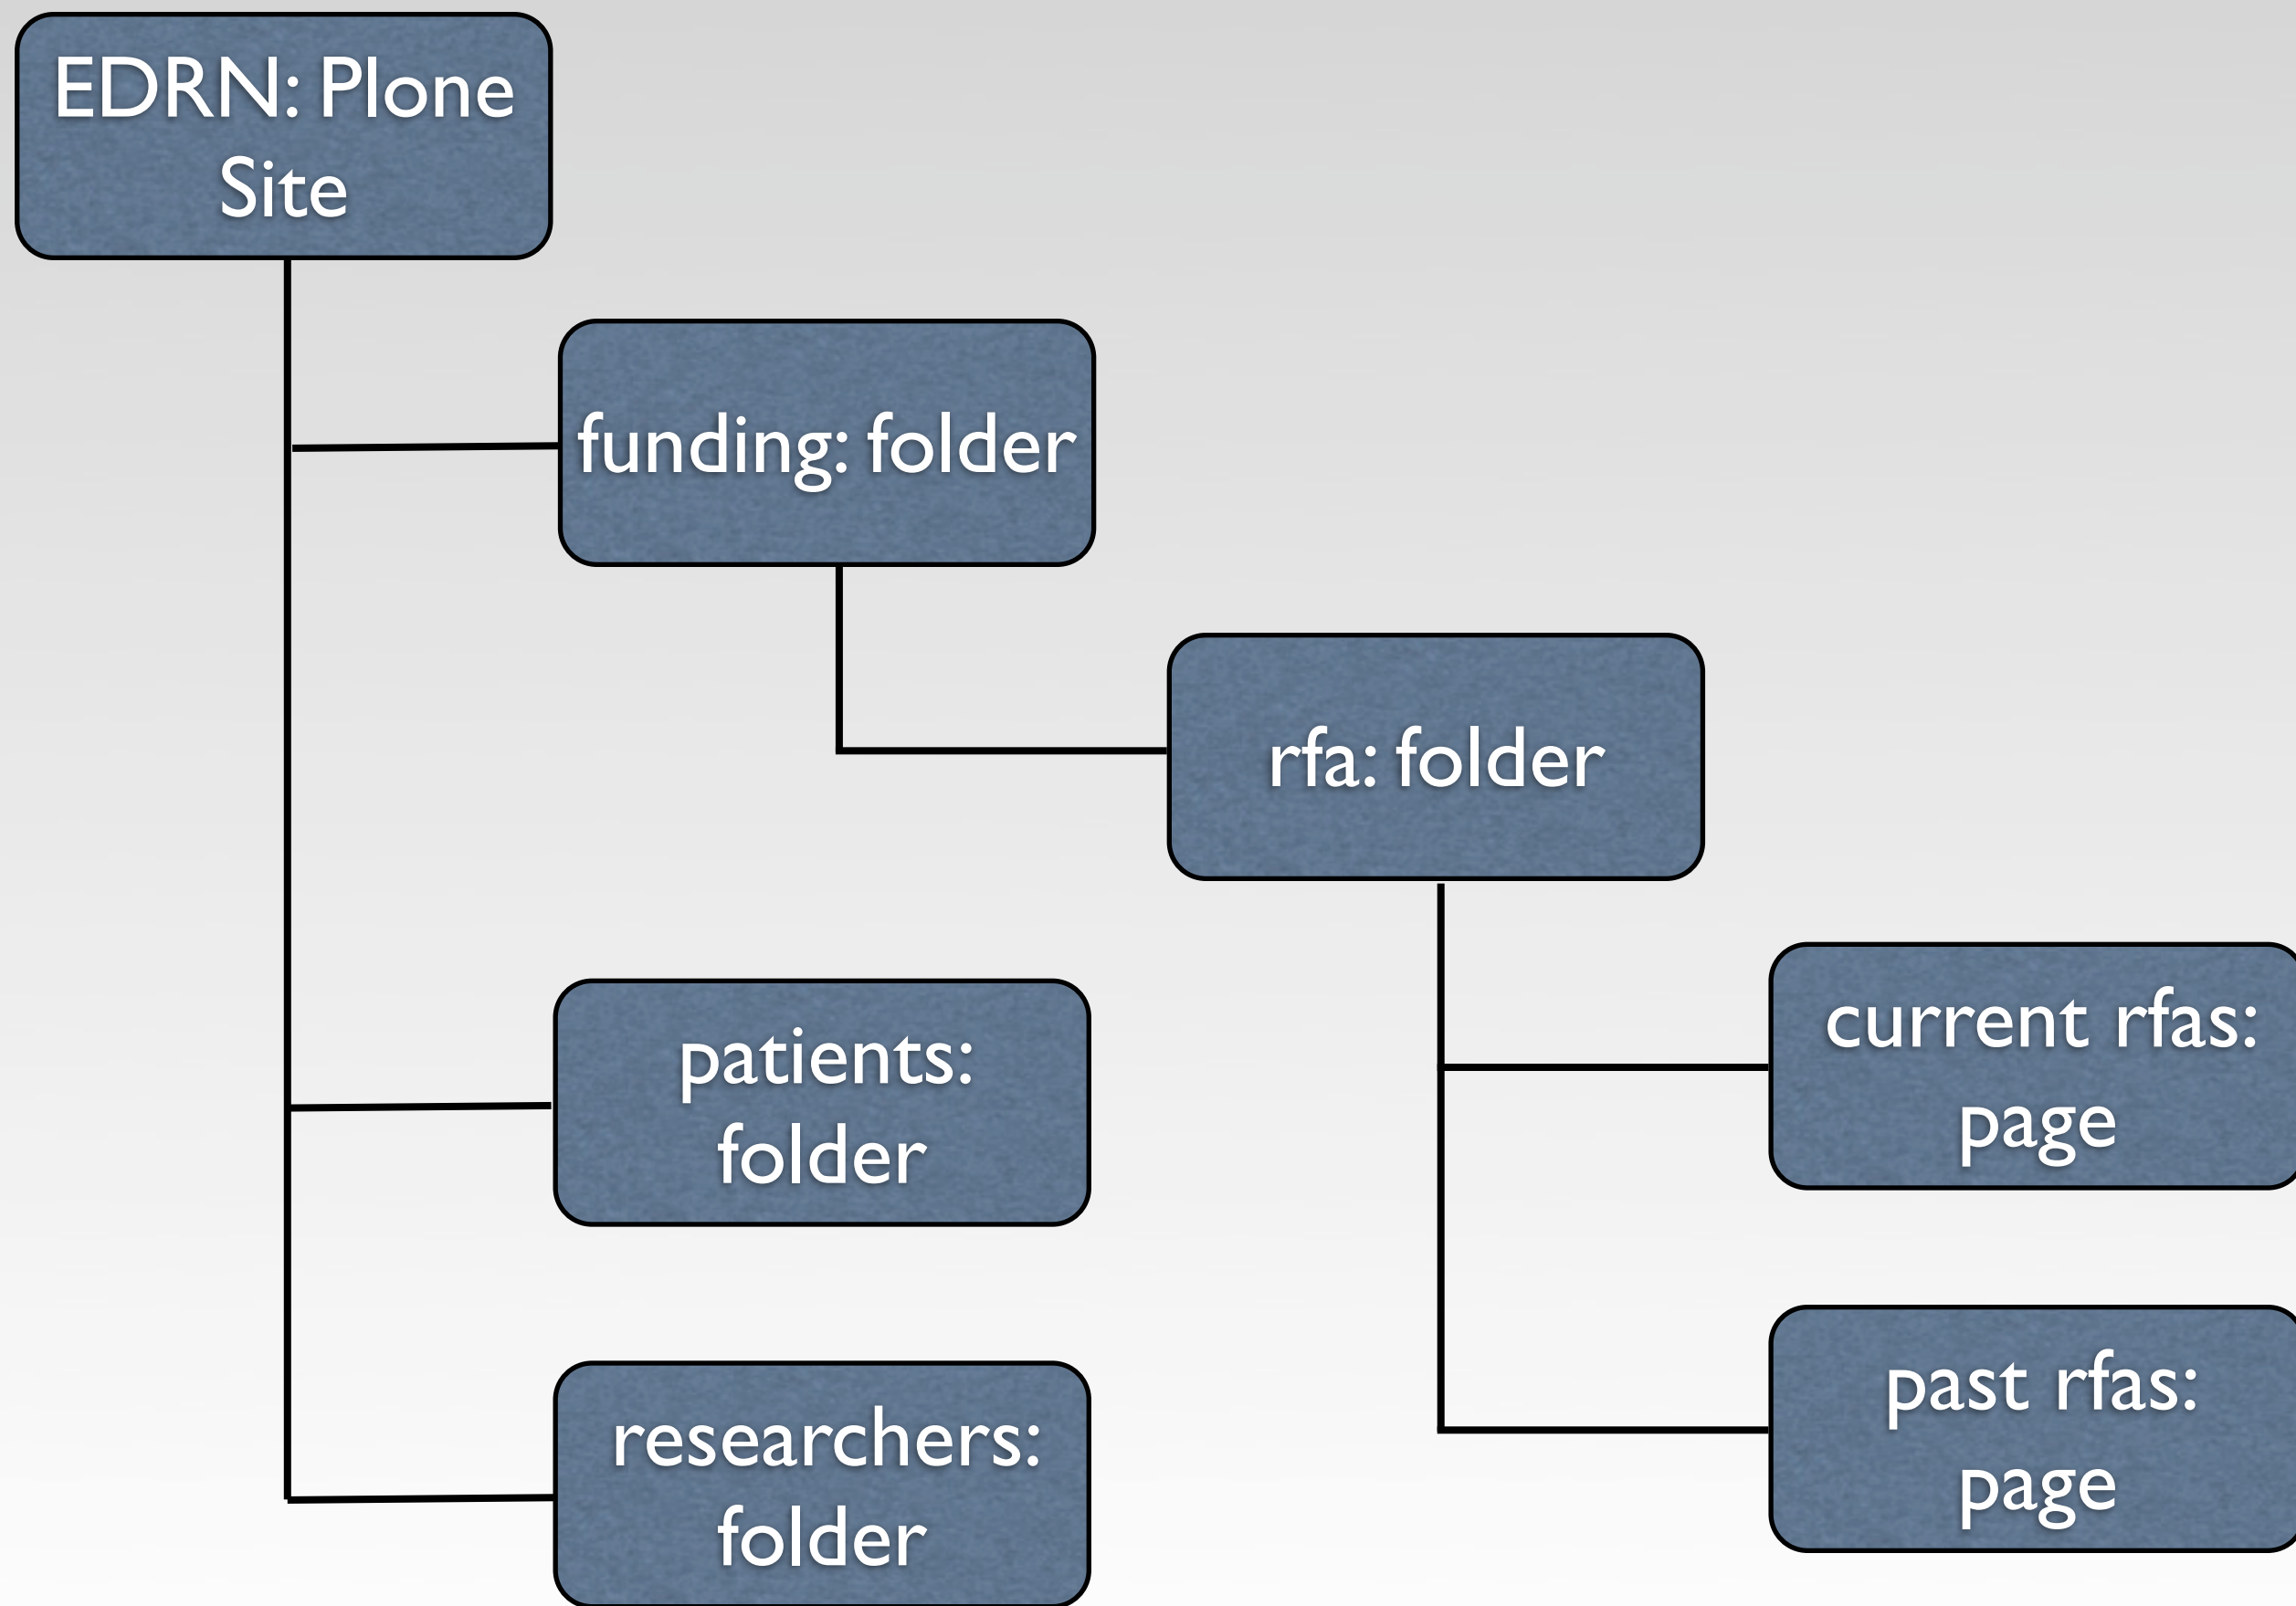 EDRN: Plone
Site
funding: folder
rfa: folder
patients:
folder
current rfas:
page
researchers:
folder
past rfas:
page